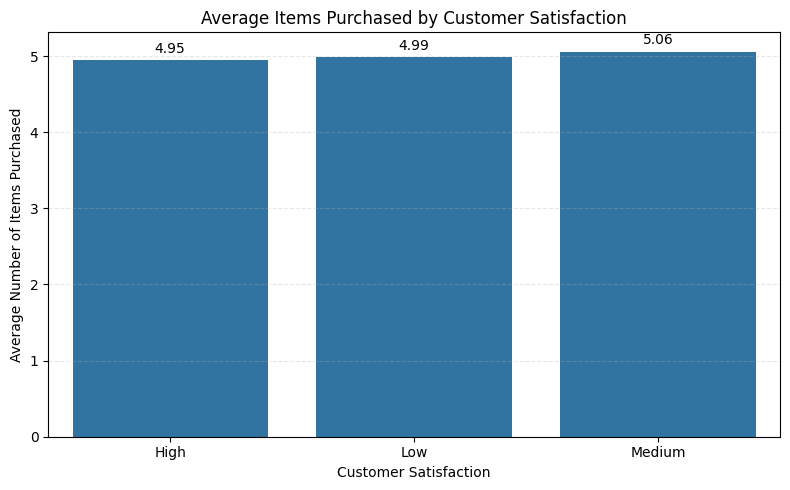 Average Items Purchased by Customer Satisfaction
Average Number of Items Purchased
5
4
3
2
1
0
4.95
4.99
5.06
High
Low
Medium
Customer Satisfaction